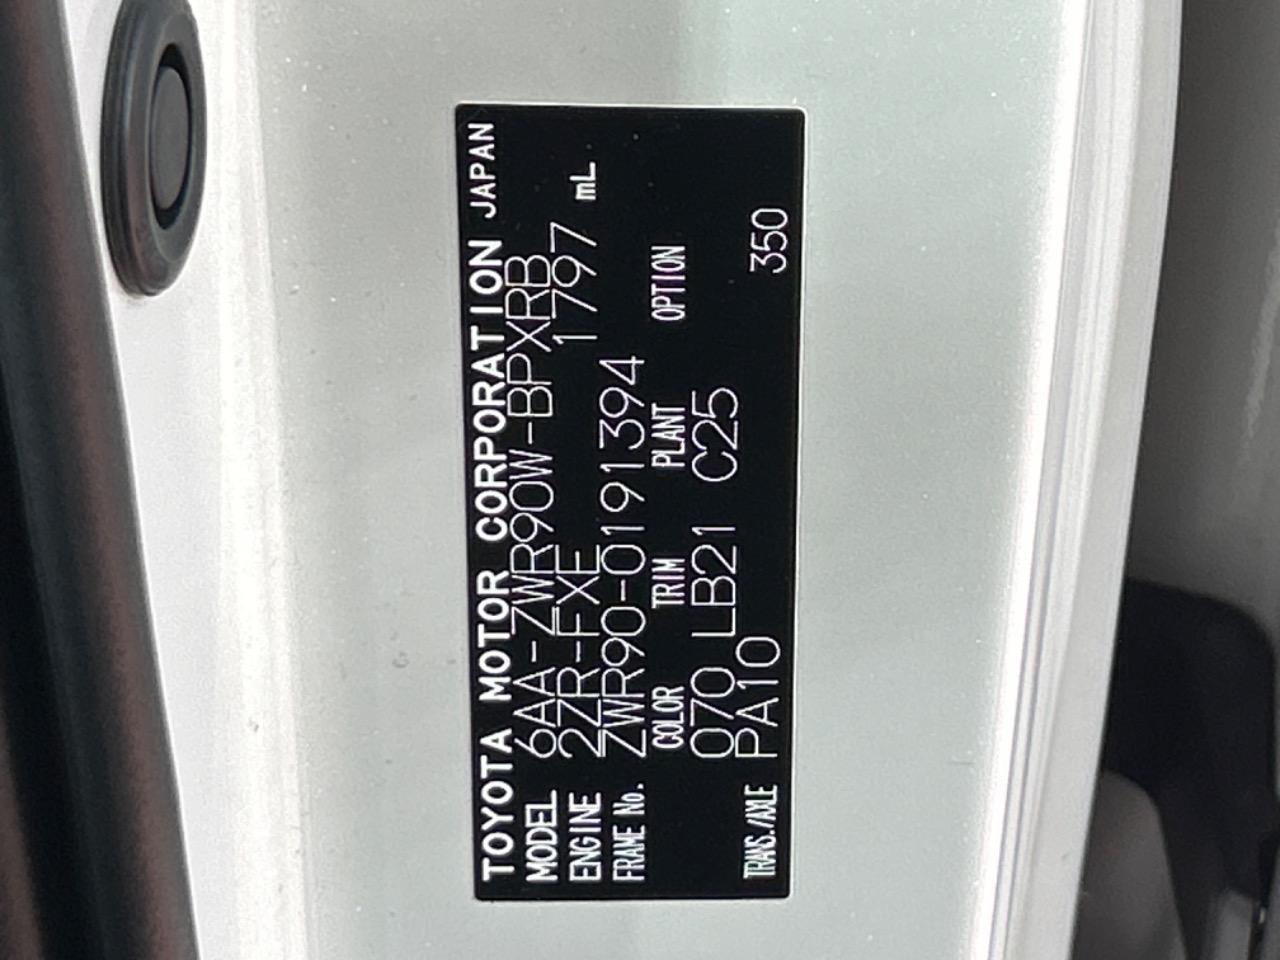 TOYOTA MOTOR CORPORATION JAPAN
MODEL 6AA-ZWR90W-BPXRB
ENGINE 2ZR-FXE 1797 mL
FRAME No. ZWR90-0191394
COLOR TRIM PLANT OPTION
070 LB21 C25
TRANS./AXLE PA10 350